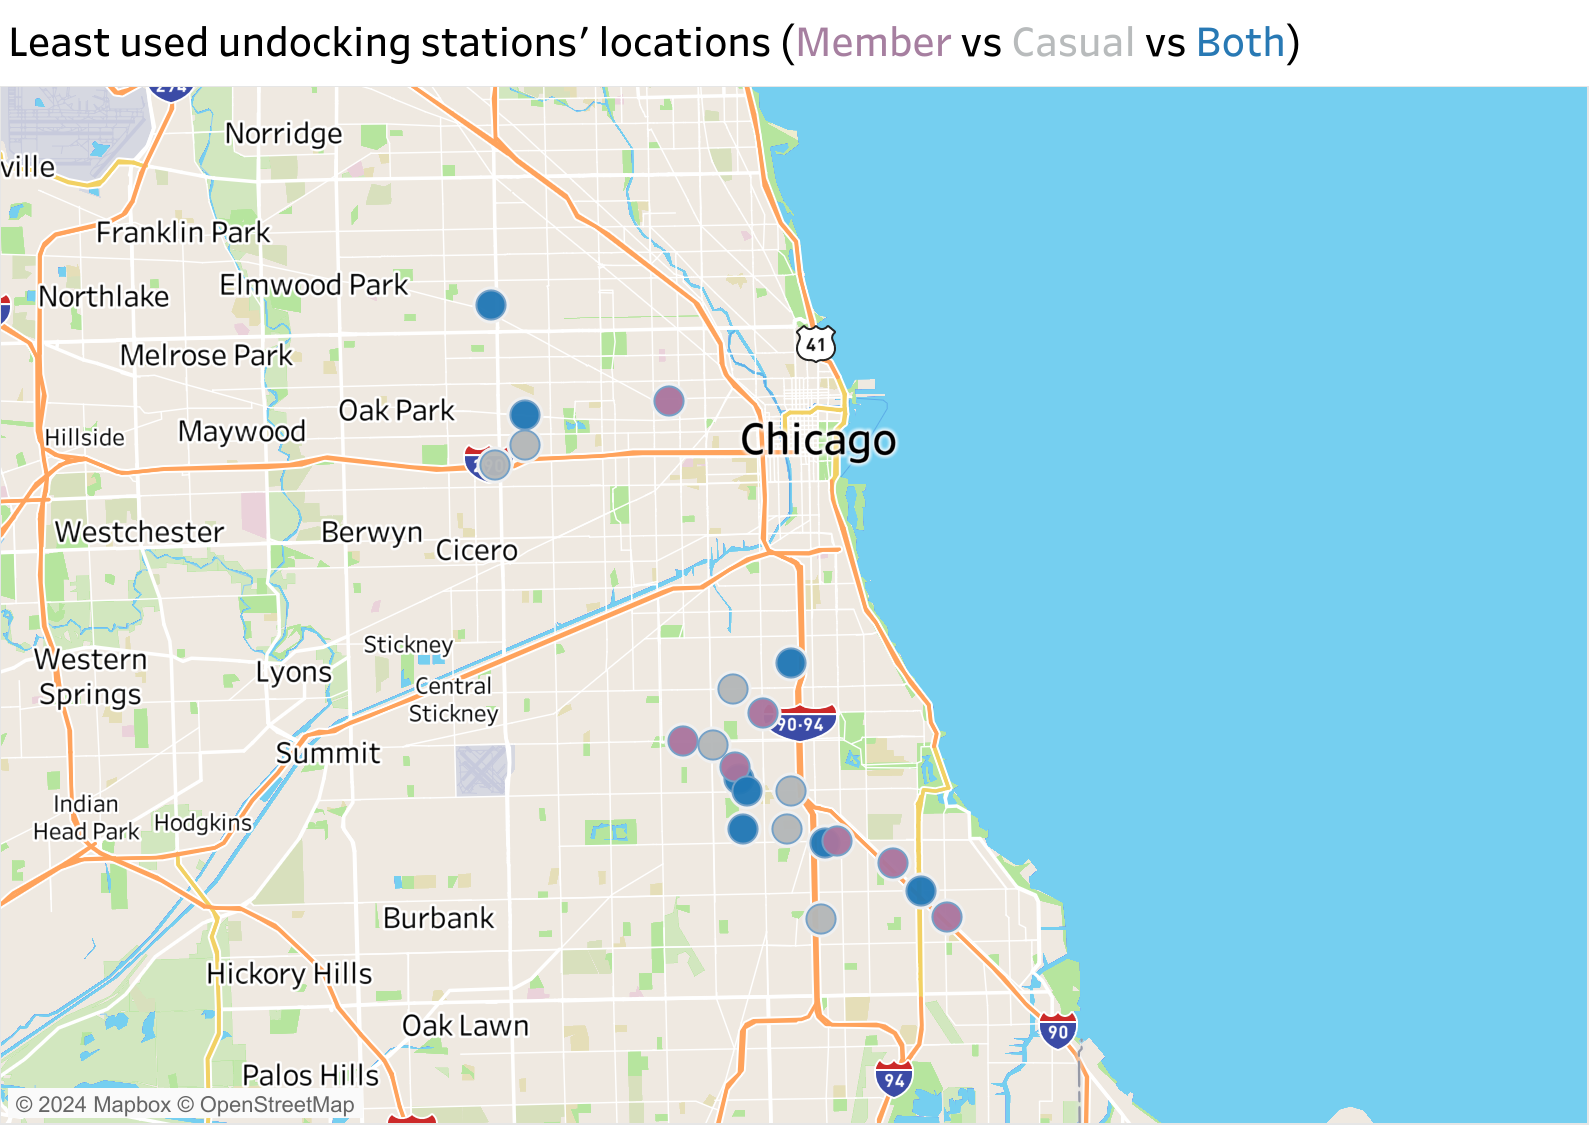 Least used undocking stations' locations (Member vs Casual vs Both)
294
Norridge
ville
Franklin Park
Elmwood Park
Northlake
41
Melrose Park
Oak Park
Maywood
Hillside
Chicago
Westchester
Berwyn
Cicero
Stickney
Western
Springs
Lyons
Central
Stickney
90-94
Summit
Indian
Head Park
Hodgkins
Burbank
Hickory Hills
Oak Lawn
90
94
Palos Hills
© 2024 Mapbox © OpenStreetMap